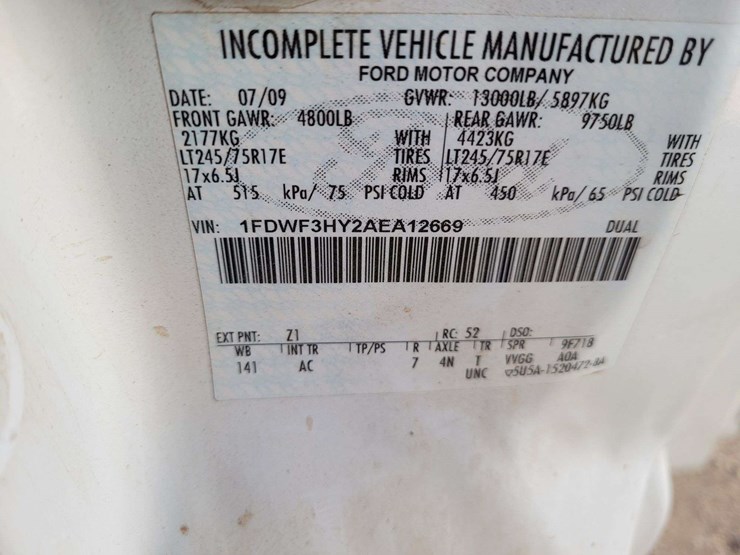 INCOMPLETE VEHICLE MANUFACTURED BY
FORD MOTOR COMPANY
DATE: 07/09 GVWR: 13000LB/ 5897KG
FRONT GAWR: 4800LB REAR GAWR: 9750LB
2177KG WITH 4423KG WITH
LT245/75R17E TIRES LT245/75R17E TIRES
17x6.5J RIMS 17x6.5J RIMS
AT 515 kPa/ 75 PSI COLD AT 450 kPa/ 65 PSI COLD
VIN: 1FDWF3HY2AEA12669 DUAL
EXT PNT: Z1 RC: 52 DSO:
WB INT TR TP/PS R AXLE TR SPR 9F718
141 AC 7 4N T VVGG A0A
UNC 5U5A-1520472-BA